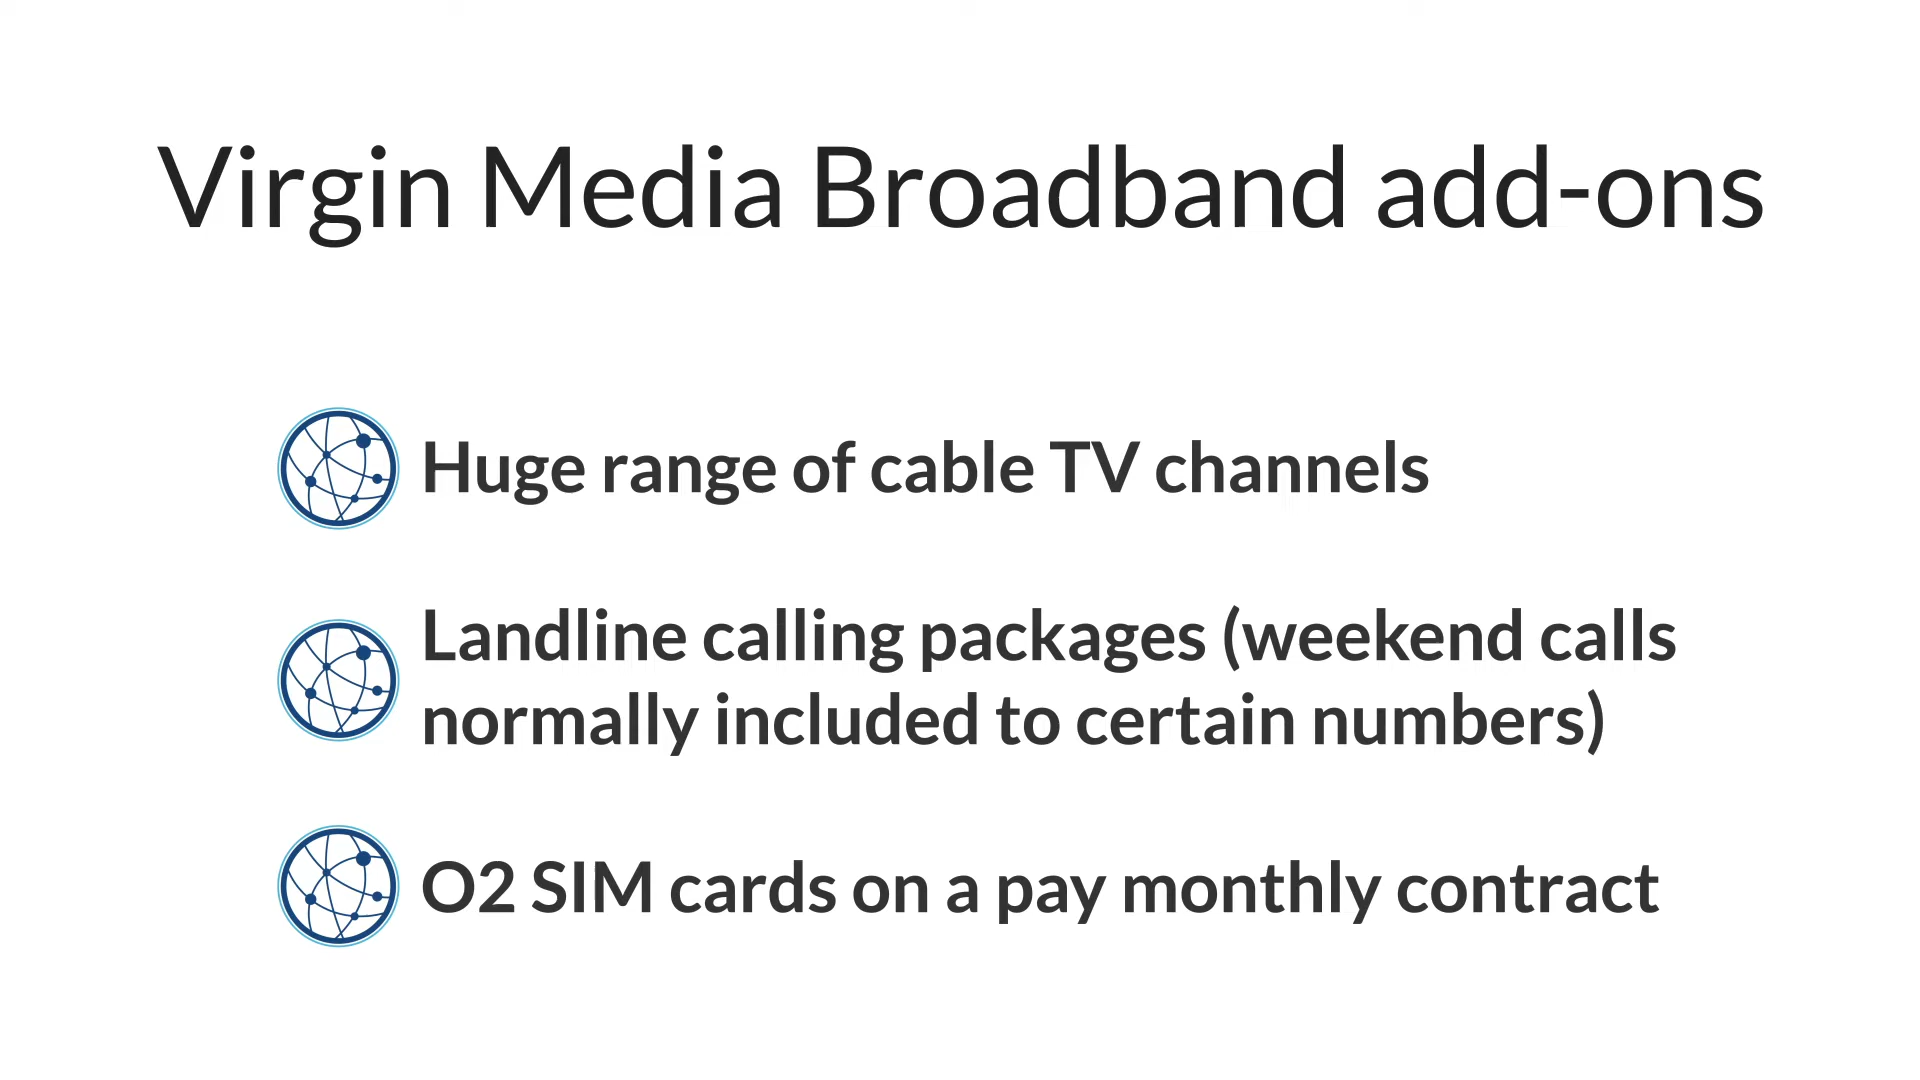 Virgin Media Broadband add-ons
Huge range of cable TV channels
Landline calling packages (weekend calls
normally included to certain numbers)
O2 SIM cards on a pay monthly contract